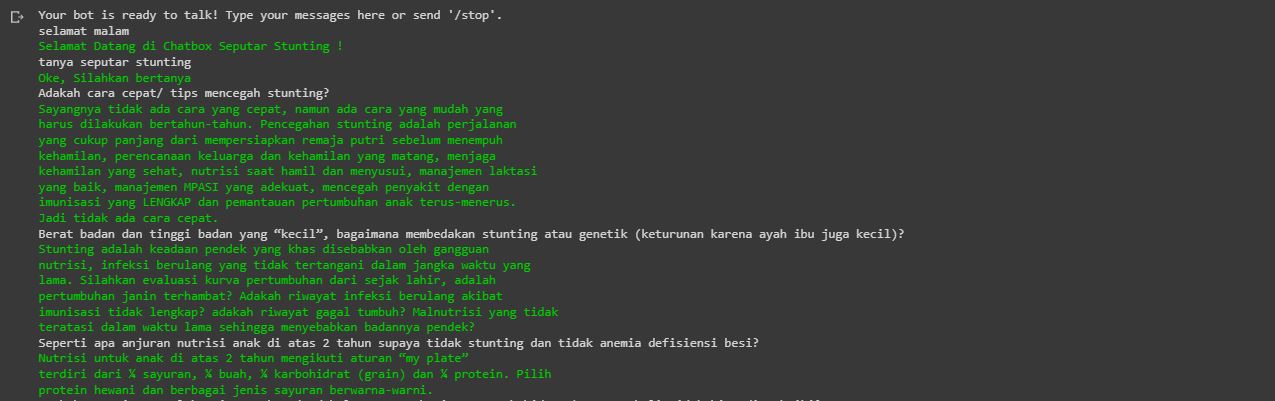 Your bot is ready to talk! Type your messages here or send '/stop'.
selamat malam
Selamat Datang di Chatbox Seputar Stunting !
tanya seputar stunting
Oke, Silahkan bertanya
Adakah cara cepat/ tips mencegah stunting?
Sayangnya tidak ada cara yang cepat, namun ada cara yang mudah yang
harus dilakukan bertahun-tahun. Pencegahan stunting adalah perjalanan
yang cukup panjang dari mempersiapkan remaja putri sebelum menempuh
kehamilan, perencanaan keluarga dan kehamilan yang matang, menjaga
kehamilan yang sehat, nutrisi saat hamil dan menyusui, manajemen laktasi
yang baik, manajemen MPASI yang adekuat, mencegah penyakit dengan
imunisasi yang LENGKAP dan pemantauan pertumbuhan anak terus-menerus.
Jadi tidak ada cara cepat.
Berat badan dan tinggi badan yang “kecil”, bagaimana membedakan stunting atau genetik (keturunan karena ayah ibu juga kecil)?
Stunting adalah keadaan pendek yang khas disebabkan oleh gangguan
nutrisi, infeksi berulang yang tidak tertangani dalam jangka waktu yang
lama. Silahkan evaluasi kurva pertumbuhan dari sejak lahir, adalah
pertumbuhan janin terhambat? Adakah riwayat infeksi berulang akibat
imunisasi tidak lengkap? adakah riwayat gagal tumbuh? Malnutrisi yang tidak
teratasi dalam waktu lama sehingga menyebabkan badannya pendek?
Seperti apa anjuran nutrisi anak di atas 2 tahun supaya tidak stunting dan tidak anemia defisiensi besi?
Nutrisi untuk anak di atas 2 tahun mengikuti aturan “my plate”
terdiri dari ¼ sayuran, ¼ buah, ¼ karbohidrat (grain) dan ¼ protein. Pilih
protein hewani dan berbagai jenis sayuran berwarna-warni.